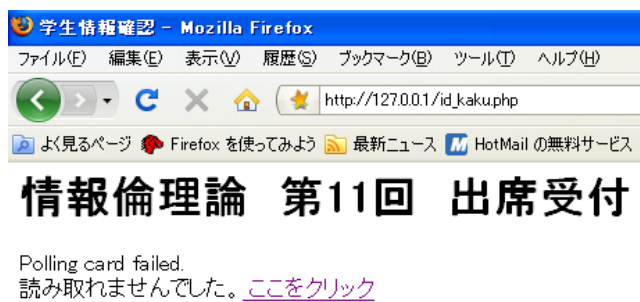 学生情報確認 - Mozilla Firefox
ファイル(F) 編集(E) 表示(V) 履歴(S) ブックマーク(B) ツール(T) ヘルプ(H)
http://127.0.0.1/id_kaku.php
よく見るページ Firefox を使ってみよう 最新ニュース HotMail の無料サービス
情報倫理論 第11回 出席受付
Polling card failed.
読み取れませんでした。ここをクリック